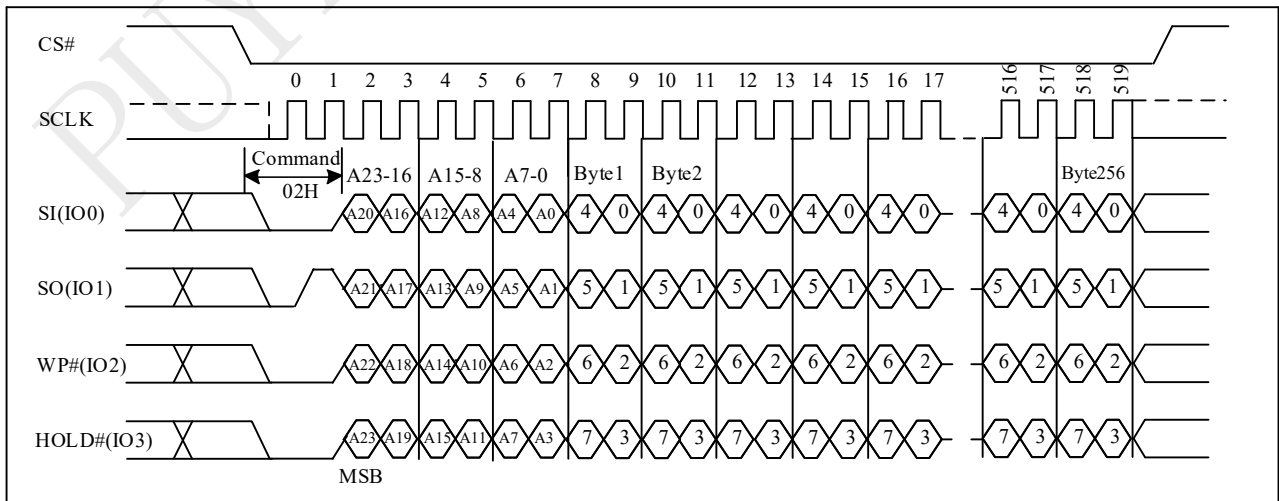 PUY
CS#
0 1 2 3 4 5 6 7 8 9 10 11 12 13 14 15 16 17 516 517 518 519
SCLK
Command
02H
A23-16 A15-8 A7-0 Byte1 Byte2 Byte256
SI(IO0) A20 A16 A12 A8 A4 A0 4 0 4 0 4 0 4 0 4 0 4 0 4 0
SO(IO1) A21 A17 A13 A9 A5 A1 5 1 5 1 5 1 5 1 5 1 5 1 5 1
WP#(IO2) A22 A18 A14 A10 A6 A2 6 2 6 2 6 2 6 2 6 2 6 2 6 2
HOLD#(IO3) A23 A19 A15 A11 A7 A3 7 3 7 3 7 3 7 3 7 3 7 3 7 3
MSB